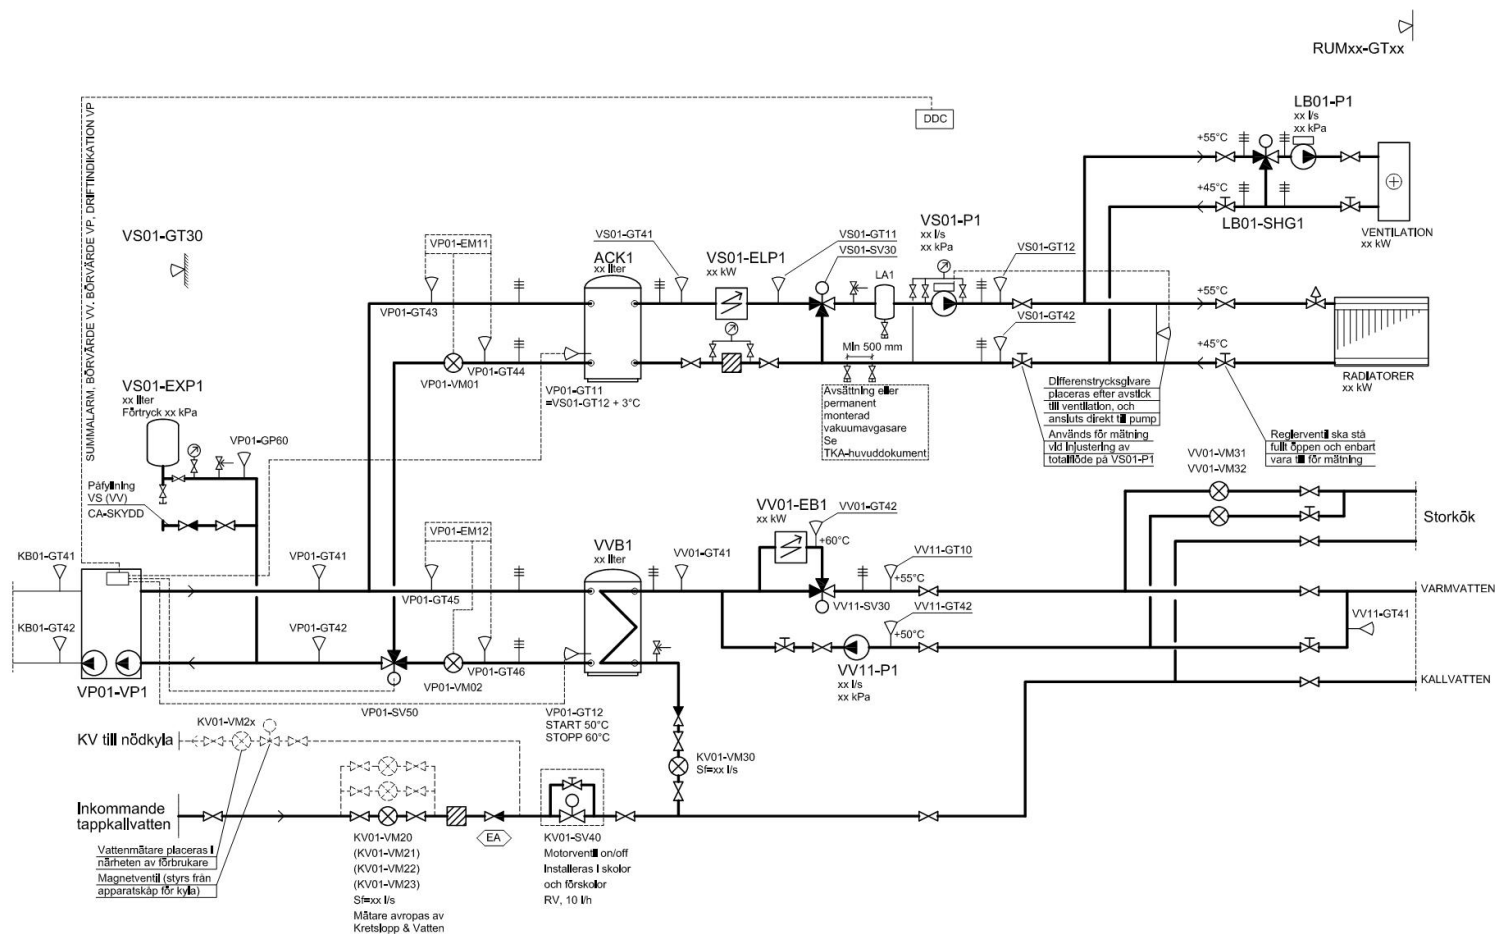 RUMxx-GTxx
SUMMALARM, BÖRVÄRDE VV, BÖRVÄRDE VP, DRIFTINDIKATION VP
DDC
LB01-P1
xx l/s
xx kPa
+55°C
+45°C
LB01-SHG1
VENTILATION
xx kW
VS01-GT30
VP01-EM11
VP01-GT43
VP01-GT44
VP01-VM01
ACK1
xx liter
VS01-GT41
VS01-ELP1
xx kW
VS01-GT11
VS01-SV30
LA1
VS01-P1
xx l/s
xx kPa
VS01-GT12
VS01-GT42
+55°C
+45°C
RADIATORER
xx kW
Min 500 mm
VP01-GT11
=VS01-GT12 + 3°C
Avsättning eller
permanent
monterad
vakuumavgasare
Se
TKA-huvuddokument
Differenstrycksgivare
placeras efter avstick
till ventilation, och
ansluts direkt till pump
Används för mätning
vid injustering av
totalflöde på VS01-P1
Reglerventil ska stå
fullt öppen och enbart
vara till för mätning
VS01-EXP1
xx liter
Förtryck xx kPa
VP01-GP60
Påfyllning
VS (VV)
CA-SKYDD
KB01-GT41
KB01-GT42
VP01-VP1
VP01-GT41
VP01-GT42
VP01-EM12
VP01-GT45
VP01-GT46
VP01-VM02
VP01-SV50
VVB1
xx liter
VP01-GT12
START 50°C
STOPP 60°C
VV01-GT41
VV01-EB1
xx kW
VV01-GT42
+60°C
VV11-SV30
VV11-GT10
+55°C
VV11-GT42
+50°C
VV11-P1
xx l/s
xx kPa
VV01-VM31
VV01-VM32
Storkök
VARMVATTEN
VV11-GT41
KALLVATTEN
KV01-VM2x
KV till nödkyla
KV01-VM30
Sf=xx l/s
Inkommande
tappkallvatten
Vattenmätare placeras i
närheten av förbrukare
Magnetventil (styrs från
apparatskåp för kyla)
KV01-VM20
(KV01-VM21)
(KV01-VM22)
(KV01-VM23)
Sf=xx l/s
Mätare avropas av
Kretslopp & Vatten
EA
KV01-SV40
Motorventil on/off
Installeras i skolor
och förskolor
RV, 10 l/h